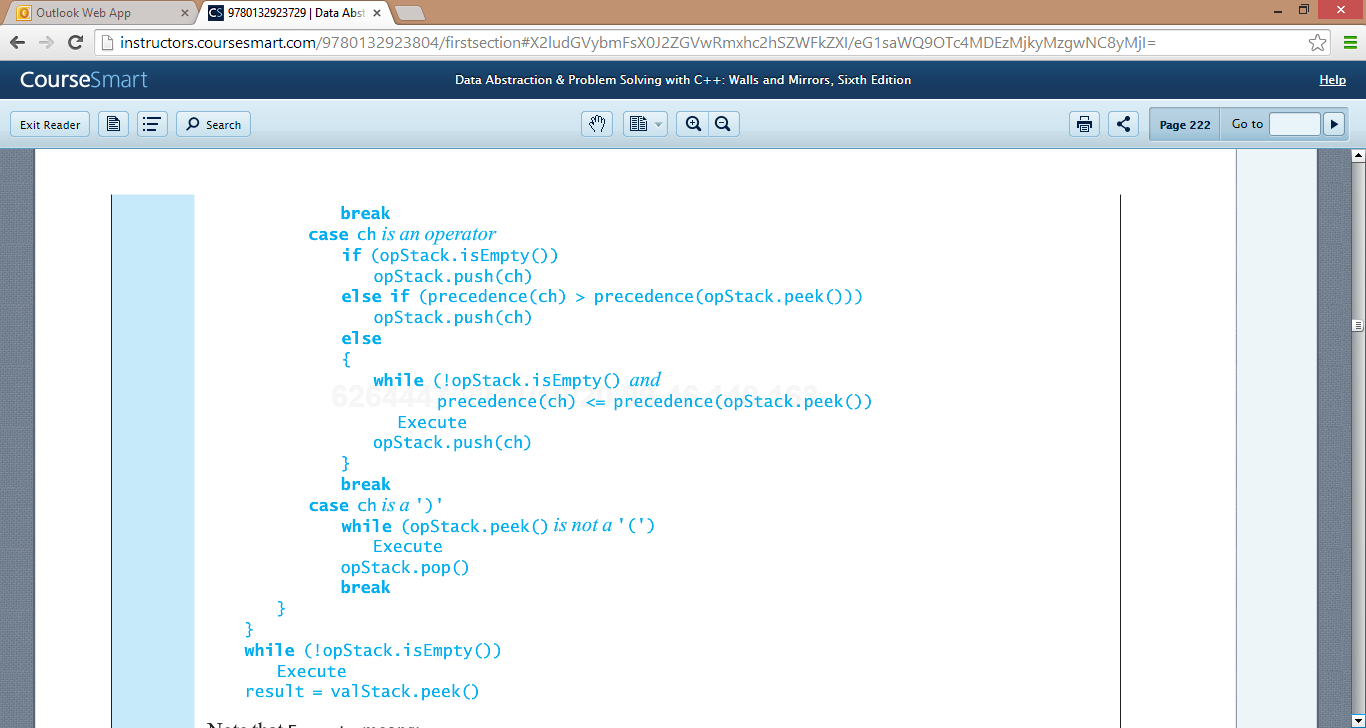 Outlook Web App
CS 9780132923729 | Data Abst
instructors.coursesmart.com/9780132923804/firstsection#X2ludGVybmFsX0J2ZGVwRmxhc2hSZWFkZXI/eG1saWQ9OTc4MDEzMjkyMzgwNC8yMjI=
CourseSmart
Data Abstraction & Problem Solving with C++: Walls and Mirrors, Sixth Edition
Help
Exit Reader
Search
Page 222
Go to
break
case ch is an operator
if (opStack.isEmpty())
opStack.push(ch)
else if (precedence(ch) > precedence(opStack.peek()))
opStack.push(ch)
else
{
while (!opStack.isEmpty() and
precedence(ch) <= precedence(opStack.peek())
Execute
opStack.push(ch)
}
break
case ch is a ')'
while (opStack.peek() is not a '(')
Execute
opStack.pop()
break
}
}
while (!opStack.isEmpty())
Execute
result = valStack.peek()
Note that